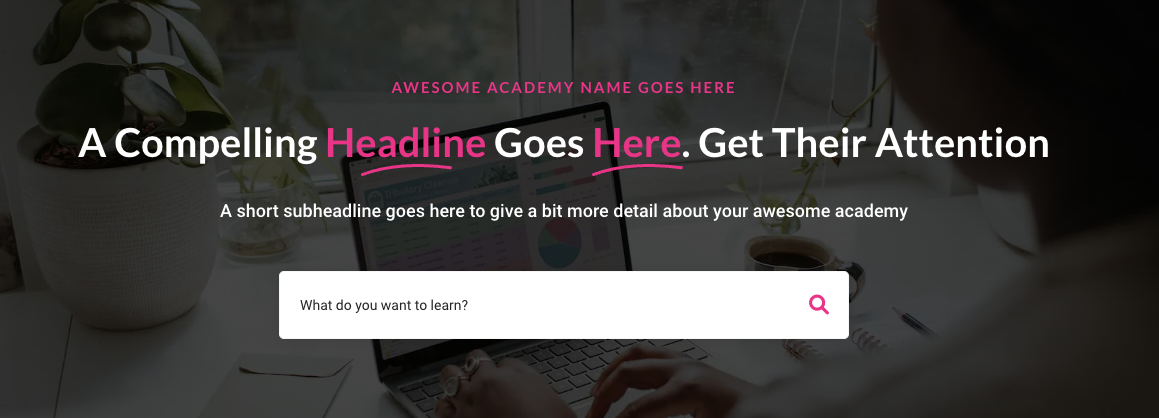 AWESOME ACADEMY NAME GOES HERE
A Compelling Headline Goes Here. Get Their Attention
A short subheadline goes here to give a bit more detail about your awesome academy
What do you want to learn?